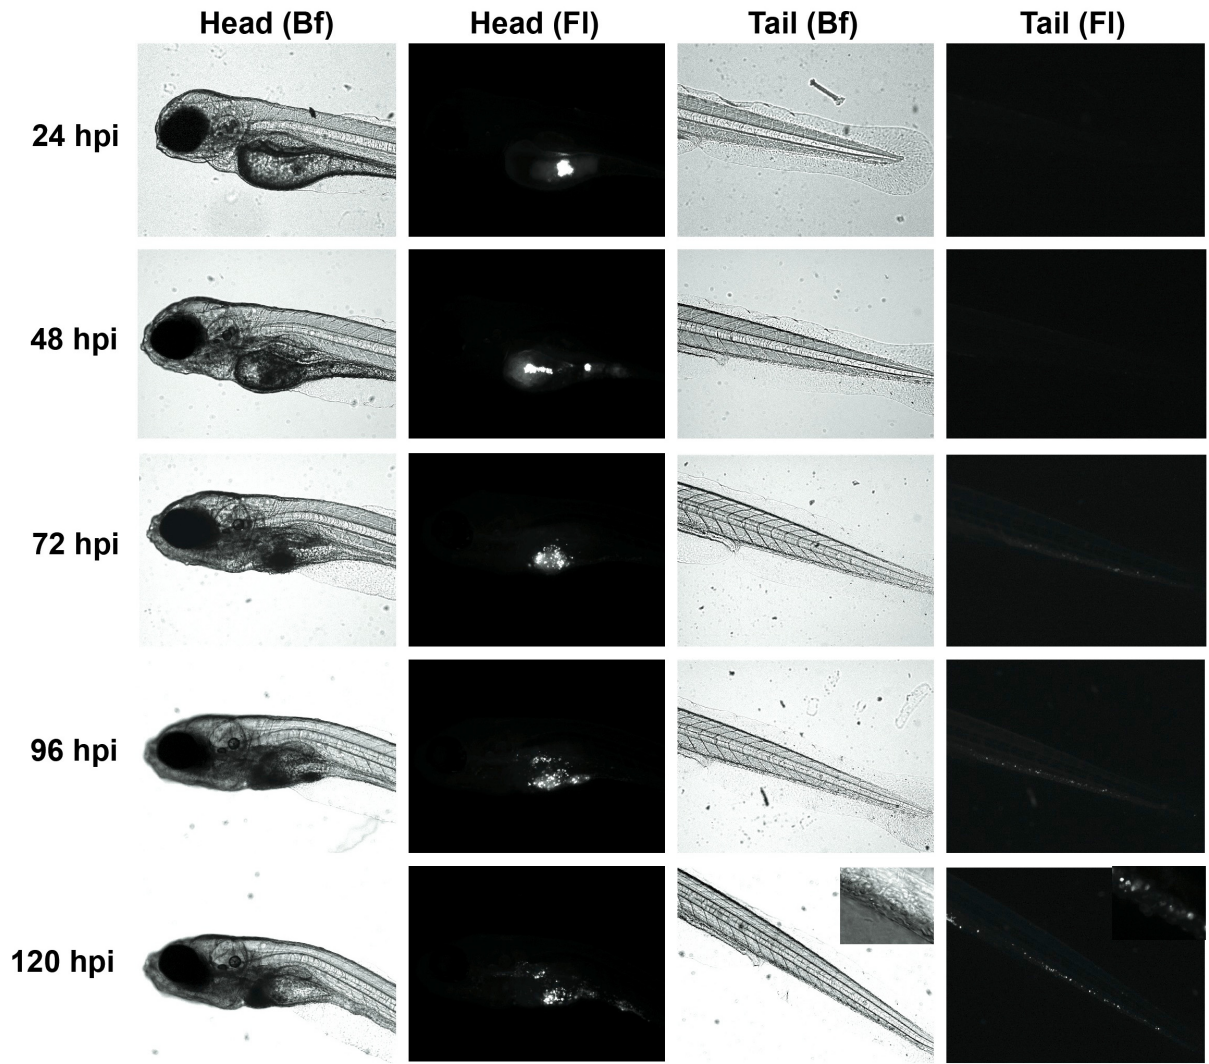 Head (Bf) Head (Fl) Tail (Bf) Tail (Fl)
24 hpi
48 hpi
72 hpi
96 hpi
120 hpi